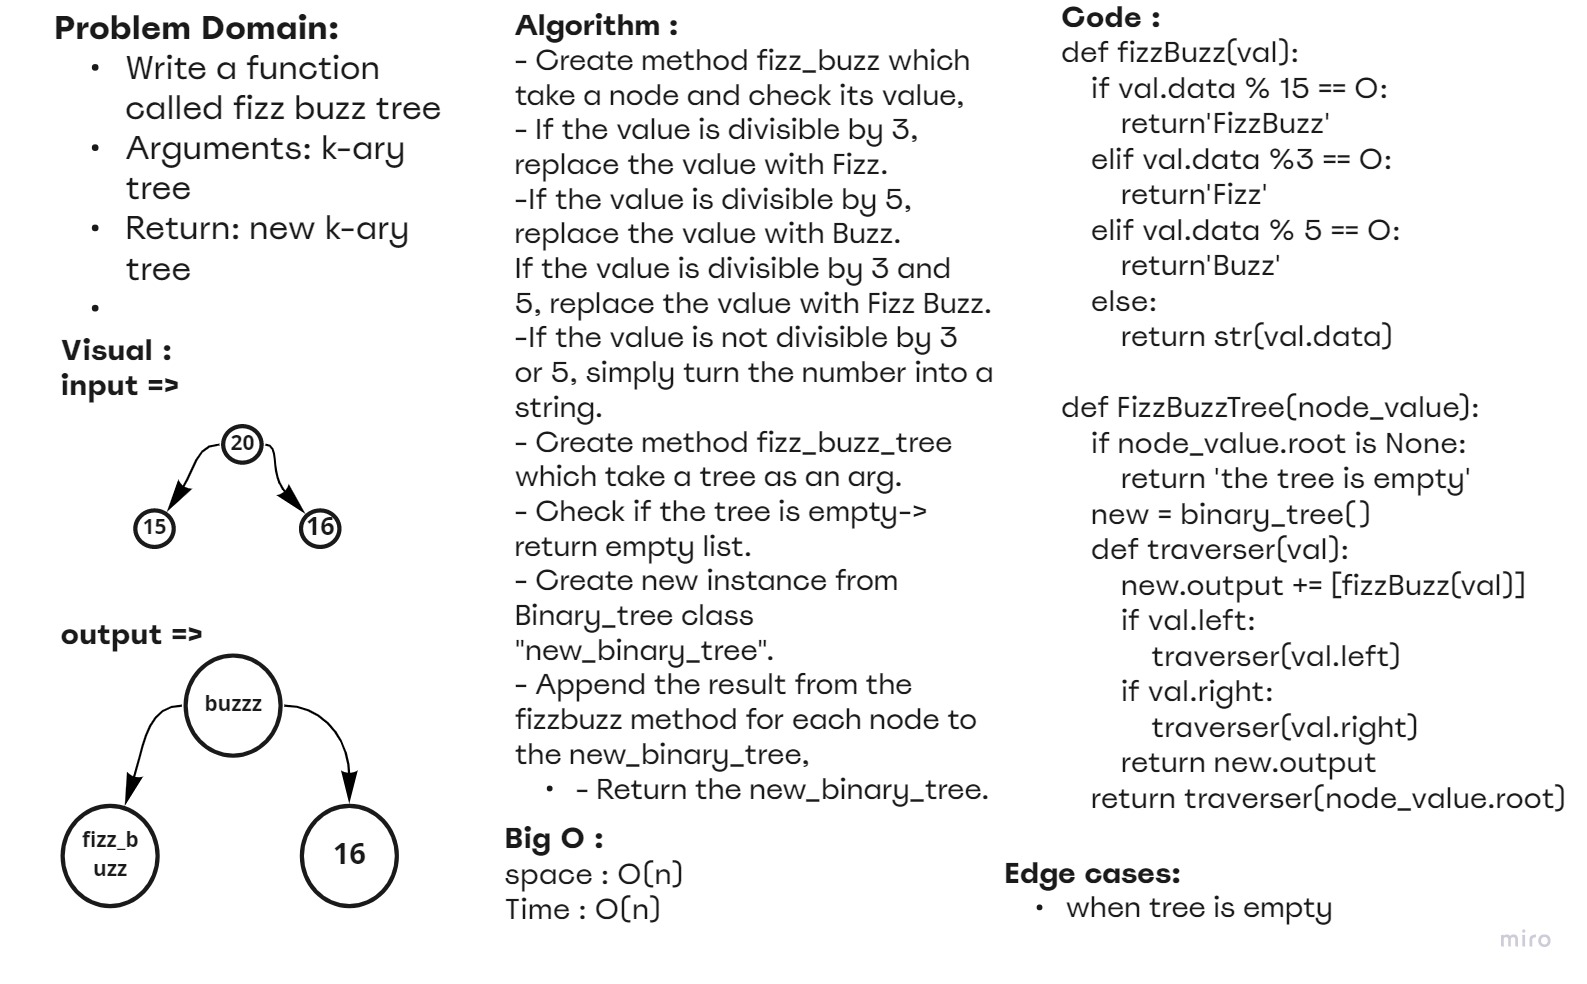 Problem Domain:
• Write a function
called fizz buzz tree
• Arguments: k-ary
tree
• Return: new k-ary
tree
•
Visual :
input =>
20
15
16
output =>
buzzz
fizz_b
uzz
16
Algorithm :
- Create method fizz_buzz which
take a node and check its value,
- If the value is divisible by 3,
replace the value with Fizz.
-If the value is divisible by 5,
replace the value with Buzz.
If the value is divisible by 3 and
5, replace the value with Fizz Buzz.
-If the value is not divisible by 3
or 5, simply turn the number into a
string.
- Create method fizz_buzz_tree
which take a tree as an arg.
- Check if the tree is empty->
return empty list.
- Create new instance from
Binary_tree class
"new_binary_tree".
- Append the result from the
fizzbuzz method for each node to
the new_binary_tree,
• - Return the new_binary_tree.
Big O :
space : O(n)
Time : O(n)
Code :
def fizzBuzz(val):
if val.data % 15 == 0:
return'FizzBuzz'
elif val.data %3 == 0:
return'Fizz'
elif val.data % 5 == 0:
return'Buzz'
else:
return str(val.data)
def FizzBuzzTree(node_value):
if node_value.root is None:
return 'the tree is empty'
new = binary_tree()
def traverser(val):
new.output += [fizzBuzz(val)]
if val.left:
traverser(val.left)
if val.right:
traverser(val.right)
return new.output
return traverser(node_value.root)
Edge cases:
• when tree is empty
miro